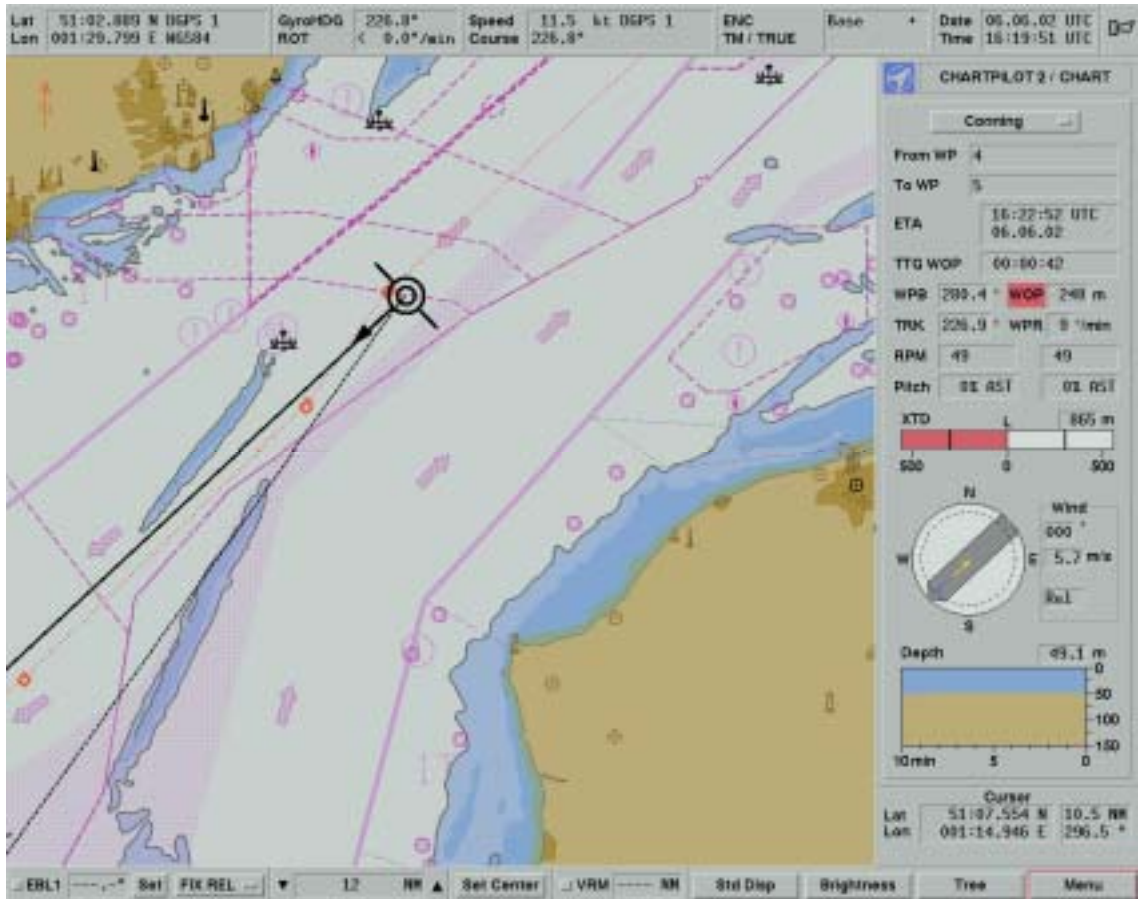 Lat 51:02.889 N DGPS 1 GyroHDG 226.8° Speed 11.5 kt DGPS 1 ENC Base Date 06.06.02 UTC
Lon 001:29.799 E WGS84 ROT < 0.0°/min Course 226.8° TM / TRUE Time 16:19:51 UTC
CHARTPILOT 2 / CHART
Conning
From WP 4
To WP 5
ETA 16:22:52 UTC
06.06.02
TTG WOP 00:00:42
WPB 280.4 ° WOP 248 m
TRK 226.9 ° WPR 9 °/min
RPM 49 49
Pitch 0% AST 0% AST
XTD L 865 m
500 0 500
N
W E
S
Wind
000 °
5.7 m/s
Rel
Depth 49.1 m
0
50
100
150
10min 5 0
Cursor
Lat 51:07.554 N 10.5 NM
Lon 001:14.946 E 296.5 °
EBL1 ---.-° Set FIX REL 12 NM Set Center VRM ---- NM Std Disp Brightness Tree Menu